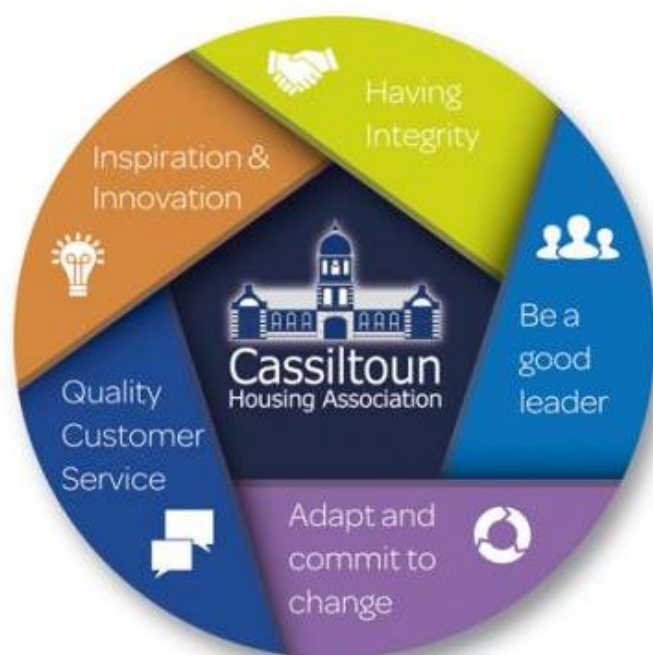 Having
Integrity
Be a
good
leader
Adapt and
commit to
change
Quality
Customer
Service
Inspiration &
Innovation
Cassiltoun
Housing Association